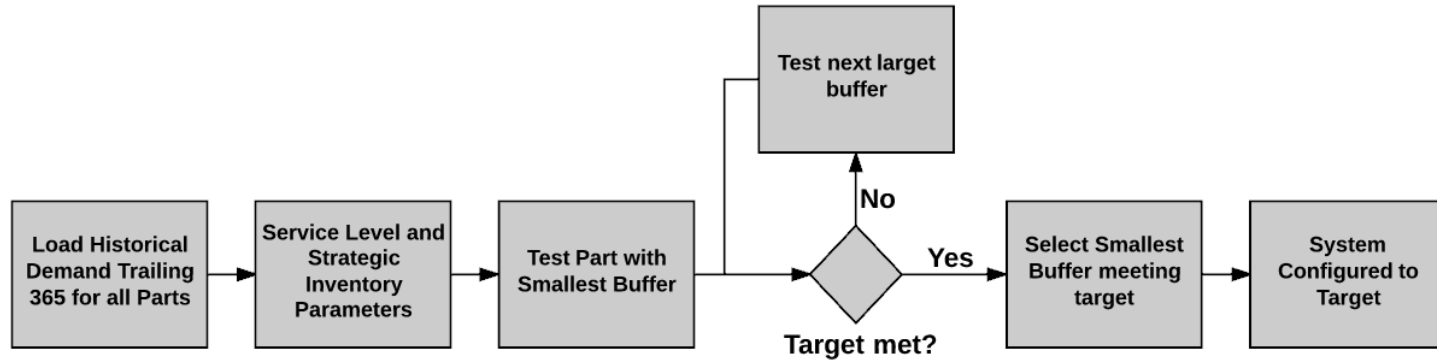 Test next larget
buffer
No
Load Historical
Demand Trailing
365 for all Parts
Service Level and
Strategic
Inventory
Parameters
Test Part with
Smallest Buffer
Target met?
Yes
Select Smallest
Buffer meeting
target
System
Configured to
Target